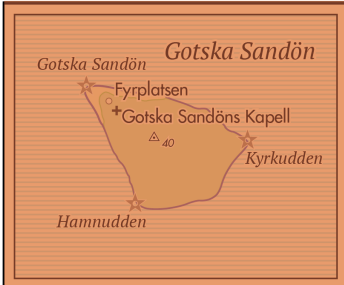 Gotska Sandön
Gotska Sandön
Fyrplatsen
Gotska Sandöns Kapell
40
Kyrkudden
Hamnudden